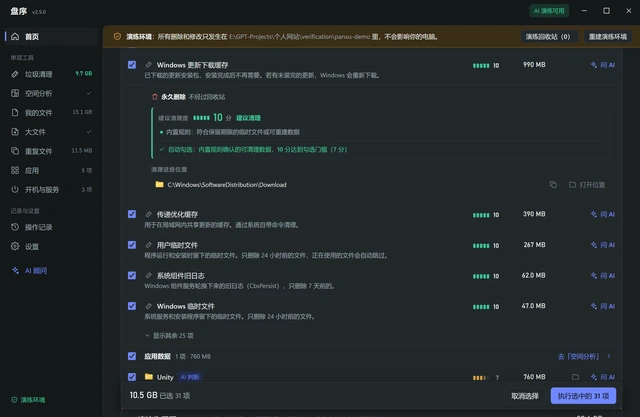 盘序 v2.5.0
AI 演练可用
首页
演练环境：所有删除和修改只发生在 E:\GPT-Projects\个人网站\verification\panxu-demo 里，不会影响你的电脑。
演练回收站（0） 重建演练环境
单项工具
垃圾清理 9.7 GB
空间分析
我的文件 15.1 GB
大文件
重复文件 11.5 MB
应用 3 项
开机与服务 3 项
记录与设置
操作记录
设置
AI 顾问
演练环境
Windows 更新下载缓存 10 990 MB 问 AI
已下载的更新安装包，安装完成后不再需要。若有未装完的更新，Windows 会重新下载。
永久删除 不经过回收站
建议清理度 10 分 建议清理
内置规则：符合保留期限的临时文件或可重建数据
自动勾选：内置规则确认的可清理数据，10 分达到勾选门槛（7 分）
清理这些位置
C:\Windows\SoftwareDistribution\Download 打开位置
传递优化缓存 10 390 MB 问 AI
用于在局域网内共享更新的缓存。通过系统自带命令清理。
用户临时文件 10 267 MB 问 AI
程序运行和安装时留下的临时文件。只删除 24 小时前的文件，正在使用的文件会自动跳过。
系统组件旧日志 10 62.0 MB 问 AI
Windows 组件服务轮换下来的旧日志（CbsPersist），只删除 7 天前的。
Windows 临时文件 10 47.0 MB 问 AI
系统服务和安装程序留下的临时文件。只删除 24 小时前的文件。
显示其余 25 项
应用数据 1 项 · 760 MB 去「空间分析」
Unity AI 判断 7 760 MB 问 AI
10.5 GB 已选 31 项 取消选择 执行选中的 31 项